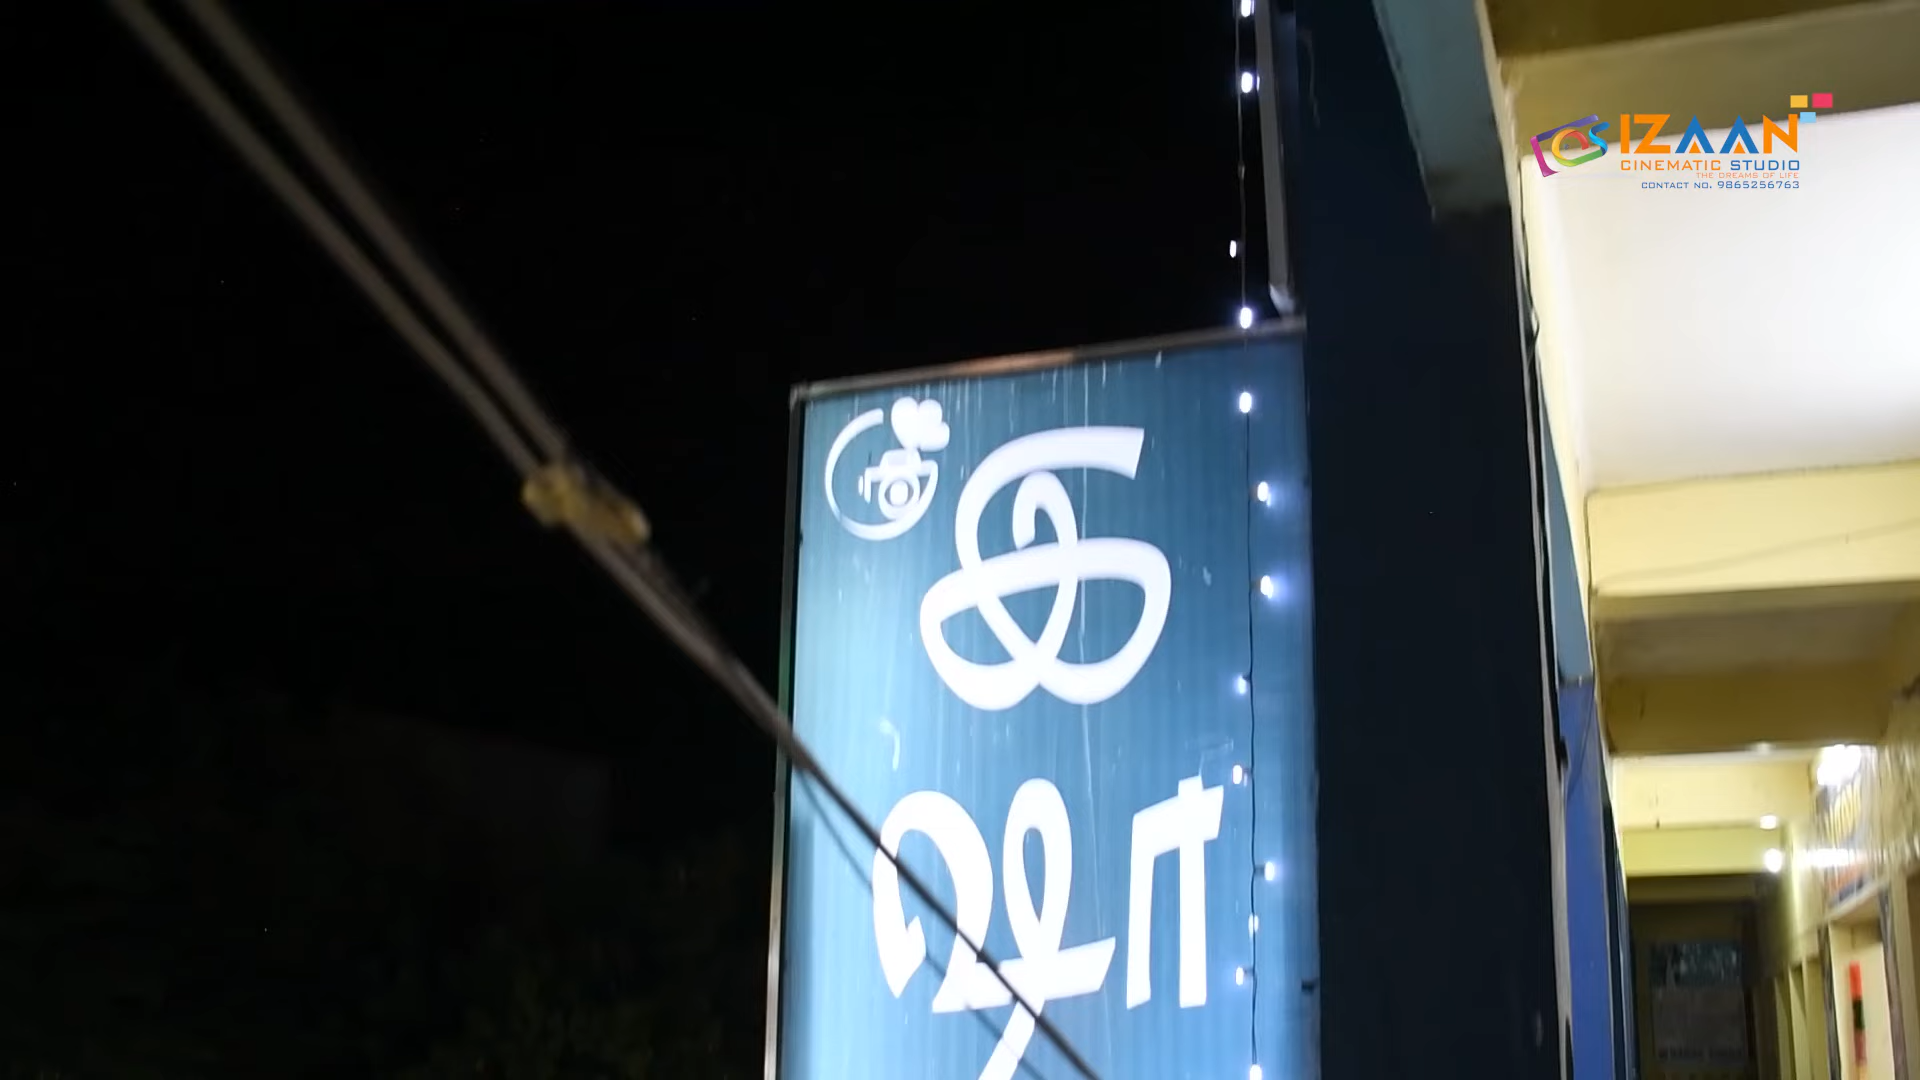 IZAAN
CINEMATIC STUDIO
THE DREAMS OF LIFE
CONTACT NO. 9865256763
இ
ஷா